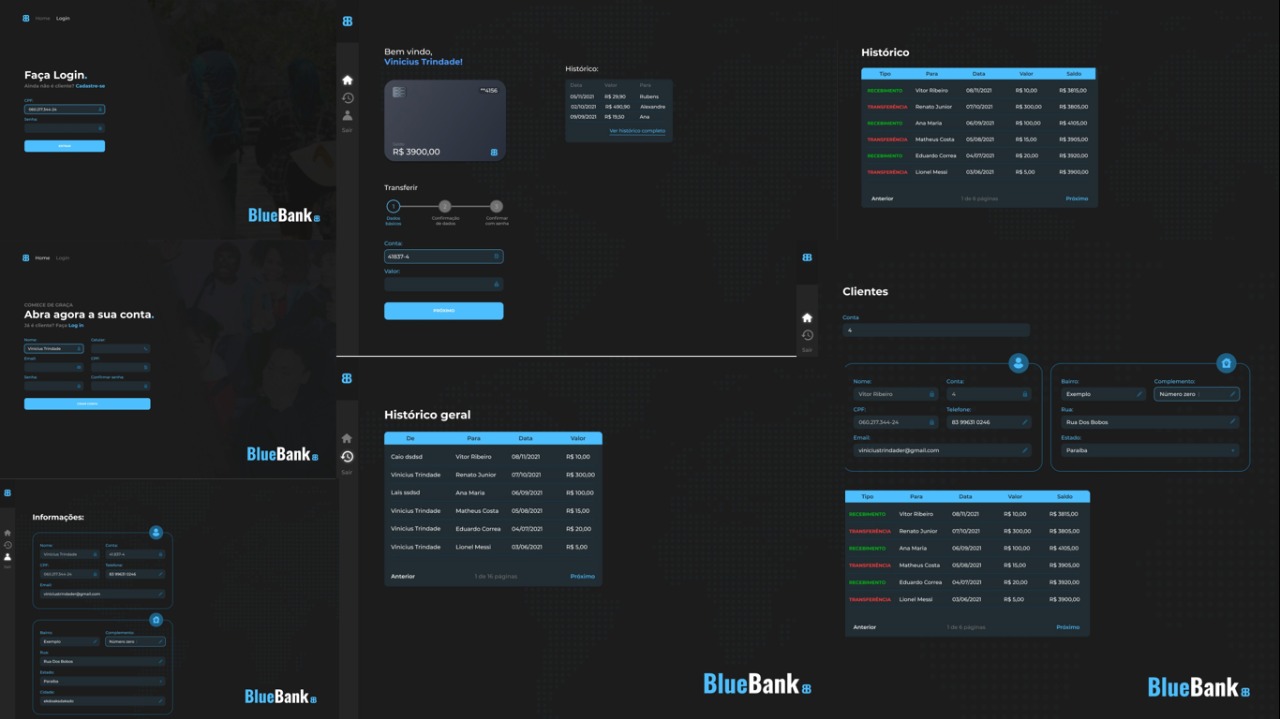 Home Login
Faça Login.
Ainda não é cliente? Cadastre-se
CPF:
060.217.344-24
Senha:
BlueBank
Home Login
COMECE DE GRAÇA
Abra agora a sua conta.
Já é cliente? Faça Log in
Nome:
Vinicius Trindade
Email: CPF:
Senha: Confirmar senha:
BlueBank
Informações:
Nome: Conta:
Vinicius Trindade 41837-4
CPF: Telefone:
060.217.344-24 83 99631 0246
Email:
viniciustrindader@gmail.com
Bairro: Complemento:
Exemplo Número zero
Rua:
Rua Dos Bobos
Estado:
Paraíba
Cidade:
BlueBank
Bem vindo,
Vinicius Trindade!
**4156
R$ 3900,00
Sair
Histórico:
Data Valor Para
05/11/2021 R$ 29,90 Rubens
02/10/2021 R$ 490,90 Alexandre
09/09/2021 R$ 19,50 Ana
Ver histórico completo
Transferir
1 2 3
Dados básicos
Confirmação de dados
Confirmar com senha
Conta:
41837-4
Valor:
PRÓXIMO
Histórico geral
De Para Data Valor
Caio dsdsd Vitor Ribeiro 08/11/2021 R$ 10,00
Vinicius Trindade Renato Junior 07/10/2021 R$ 300,00
Lais ssdsd Ana Maria 06/09/2021 R$ 100,00
Vinicius Trindade Matheus Costa 05/08/2021 R$ 15,00
Vinicius Trindade Eduardo Correa 04/07/2021 R$ 20,00
Vinicius Trindade Lionel Messi 03/06/2021 R$ 5,00
Anterior 1 de 16 páginas Próximo
Sair
BlueBank
Histórico
Tipo Para Data Valor Saldo
RECEBIMENTO Vitor Ribeiro 08/11/2021 R$ 10,00 R$ 3815,00
TRANSFERÊNCIA Renato Junior 07/10/2021 R$ 300,00 R$ 3805,00
RECEBIMENTO Ana Maria 06/09/2021 R$ 100,00 R$ 4105,00
TRANSFERÊNCIA Matheus Costa 05/08/2021 R$ 15,00 R$ 3905,00
RECEBIMENTO Eduardo Correa 04/07/2021 R$ 20,00 R$ 3920,00
TRANSFERÊNCIA Lionel Messi 03/06/2021 R$ 5,00 R$ 3900,00
Anterior 1 de 6 páginas Próximo
Sair
Clientes
Conta
4
Nome: Conta:
Vitor Ribeiro 4
CPF: Telefone:
060.217.344-24 83 99631 0246
Email:
viniciustrindader@gmail.com
Bairro: Complemento:
Exemplo Número zero
Rua:
Rua Dos Bobos
Estado:
Paraíba
Tipo Para Data Valor Saldo
RECEBIMENTO Vitor Ribeiro 08/11/2021 R$ 10,00 R$ 3815,00
TRANSFERÊNCIA Renato Junior 07/10/2021 R$ 300,00 R$ 3805,00
RECEBIMENTO Ana Maria 06/09/2021 R$ 100,00 R$ 4105,00
TRANSFERÊNCIA Matheus Costa 05/08/2021 R$ 15,00 R$ 3905,00
RECEBIMENTO Eduardo Correa 04/07/2021 R$ 20,00 R$ 3920,00
TRANSFERÊNCIA Lionel Messi 03/06/2021 R$ 5,00 R$ 3900,00
Anterior 1 de 6 páginas Próximo
BlueBank